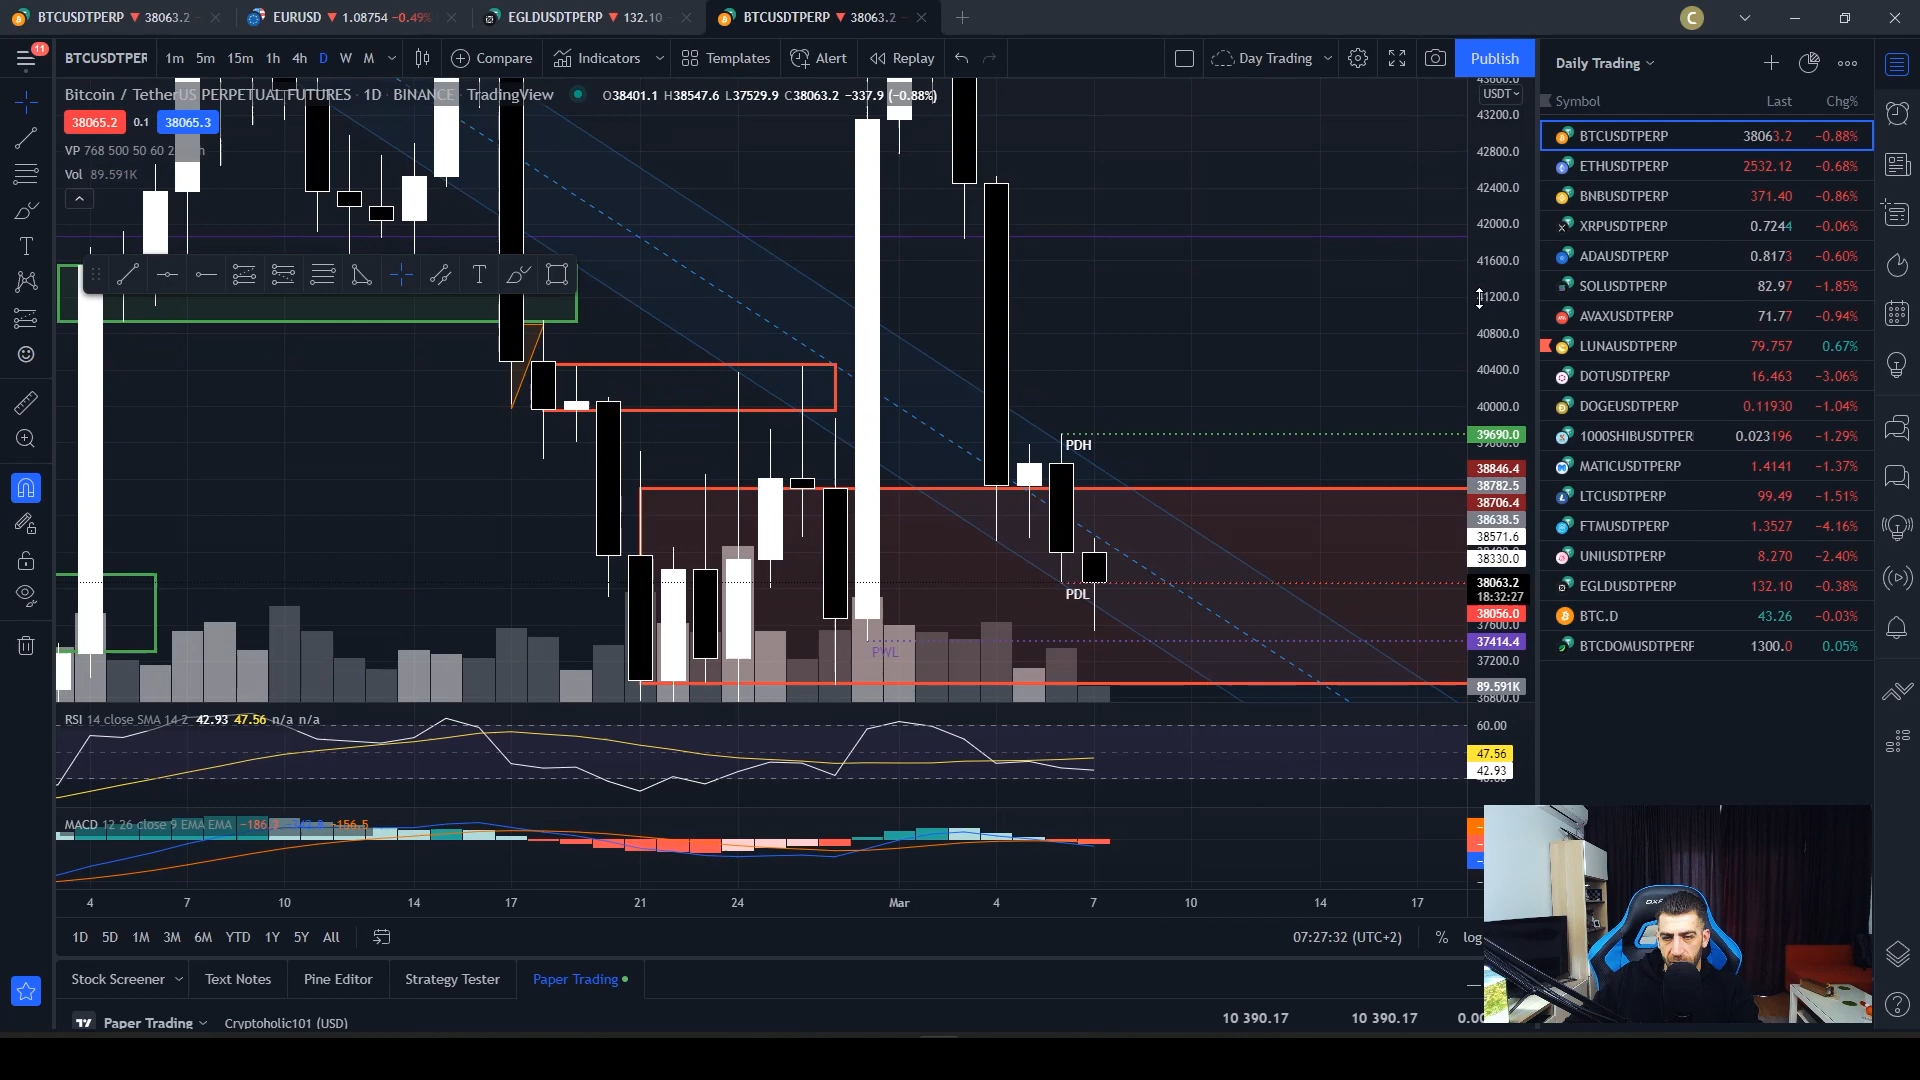 BTCUSDTPERP ▼ 38063.2
EURUSD ▼ 1.08754 −0.49%
EGLDUSDTPERP ▼ 132.10
BTCUSDTPERP ▼ 38063.2
C
11
BTCUSDTPER
1m 5m 15m 1h 4h D W M
Compare
Indicators
Templates
Alert
Replay
Day Trading
Publish
Bitcoin / TetherUS PERPETUAL FUTURES · 1D · BINANCE · TradingView
O38401.1 H38547.6 L37529.9 C38063.2 −337.9 (−0.88%)
38065.2 0.1 38065.3
VP 768 500 50 60 2
Vol 89.591K
USDT
43200.0
42800.0
42400.0
42000.0
41600.0
41200.0
40800.0
40400.0
40000.0
39690.0
38846.4
38782.5
38706.4
38638.5
38571.6
38330.0
38063.2
18:32:27
38056.0
37600.0
37414.4
37200.0
89.591K
36800.0
PDH
PDL
PWL
RSI 14 close SMA 14 2 42.93 47.56 n/a n/a
60.00
47.56
42.93
MACD 12 26 close 9 EMA EMA −156.5
4 7 10 14 17 21 24 Mar 4 7 10 14 17
1D 5D 1M 3M 6M YTD 1Y 5Y All
07:27:32 (UTC+2) % log
Stock Screener Text Notes Pine Editor Strategy Tester Paper Trading
Paper Trading Cryptoholic101 (USD) 10 390.17 10 390.17
Daily Trading
Symbol Last Chg%
BTCUSDTPERP 38063.2 −0.88%
ETHUSDTPERP 2532.12 −0.68%
BNBUSDTPERP 371.40 −0.86%
XRPUSDTPERP 0.7244 −0.06%
ADAUSDTPERP 0.8173 −0.60%
SOLUSDTPERP 82.97 −1.85%
AVAXUSDTPERP 71.77 −0.94%
LUNAUSDTPERP 79.757 0.67%
DOTUSDTPERP 16.463 −3.06%
DOGEUSDTPERP 0.11930 −1.04%
1000SHIBUSDTPER 0.023196 −1.29%
MATICUSDTPERP 1.4141 −1.37%
LTCUSDTPERP 99.49 −1.51%
FTMUSDTPERP 1.3527 −4.16%
UNIUSDTPERP 8.270 −2.40%
EGLDUSDTPERP 132.10 −0.38%
BTC.D 43.26 −0.03%
BTCDOMUSDTPERP 1300.0 0.05%